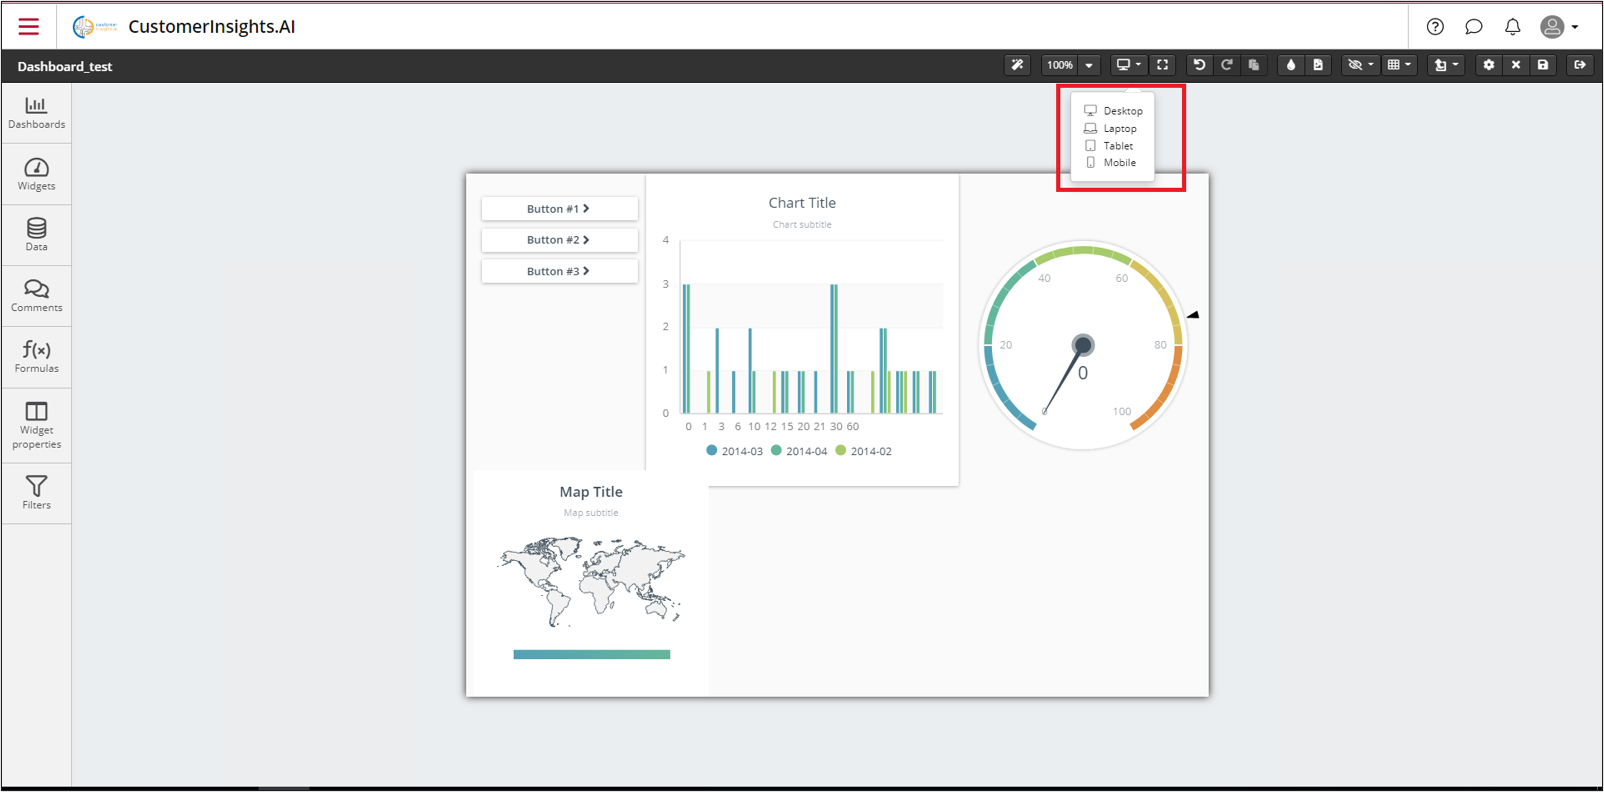 CustomerInsights.AI
Dashboard_test
100%
Dashboards
Widgets
Data
Comments
f(x)
Formulas
Widget
properties
Filters
Desktop
Laptop
Tablet
Mobile
Button #1
Button #2
Button #3
Chart Title
Chart subtitle
4
3
2
1
0
0 1 3 6 10 12 15 20 21 30 60
2014-03 2014-04 2014-02
40 60
20 80
0
0 100
Map Title
Map subtitle